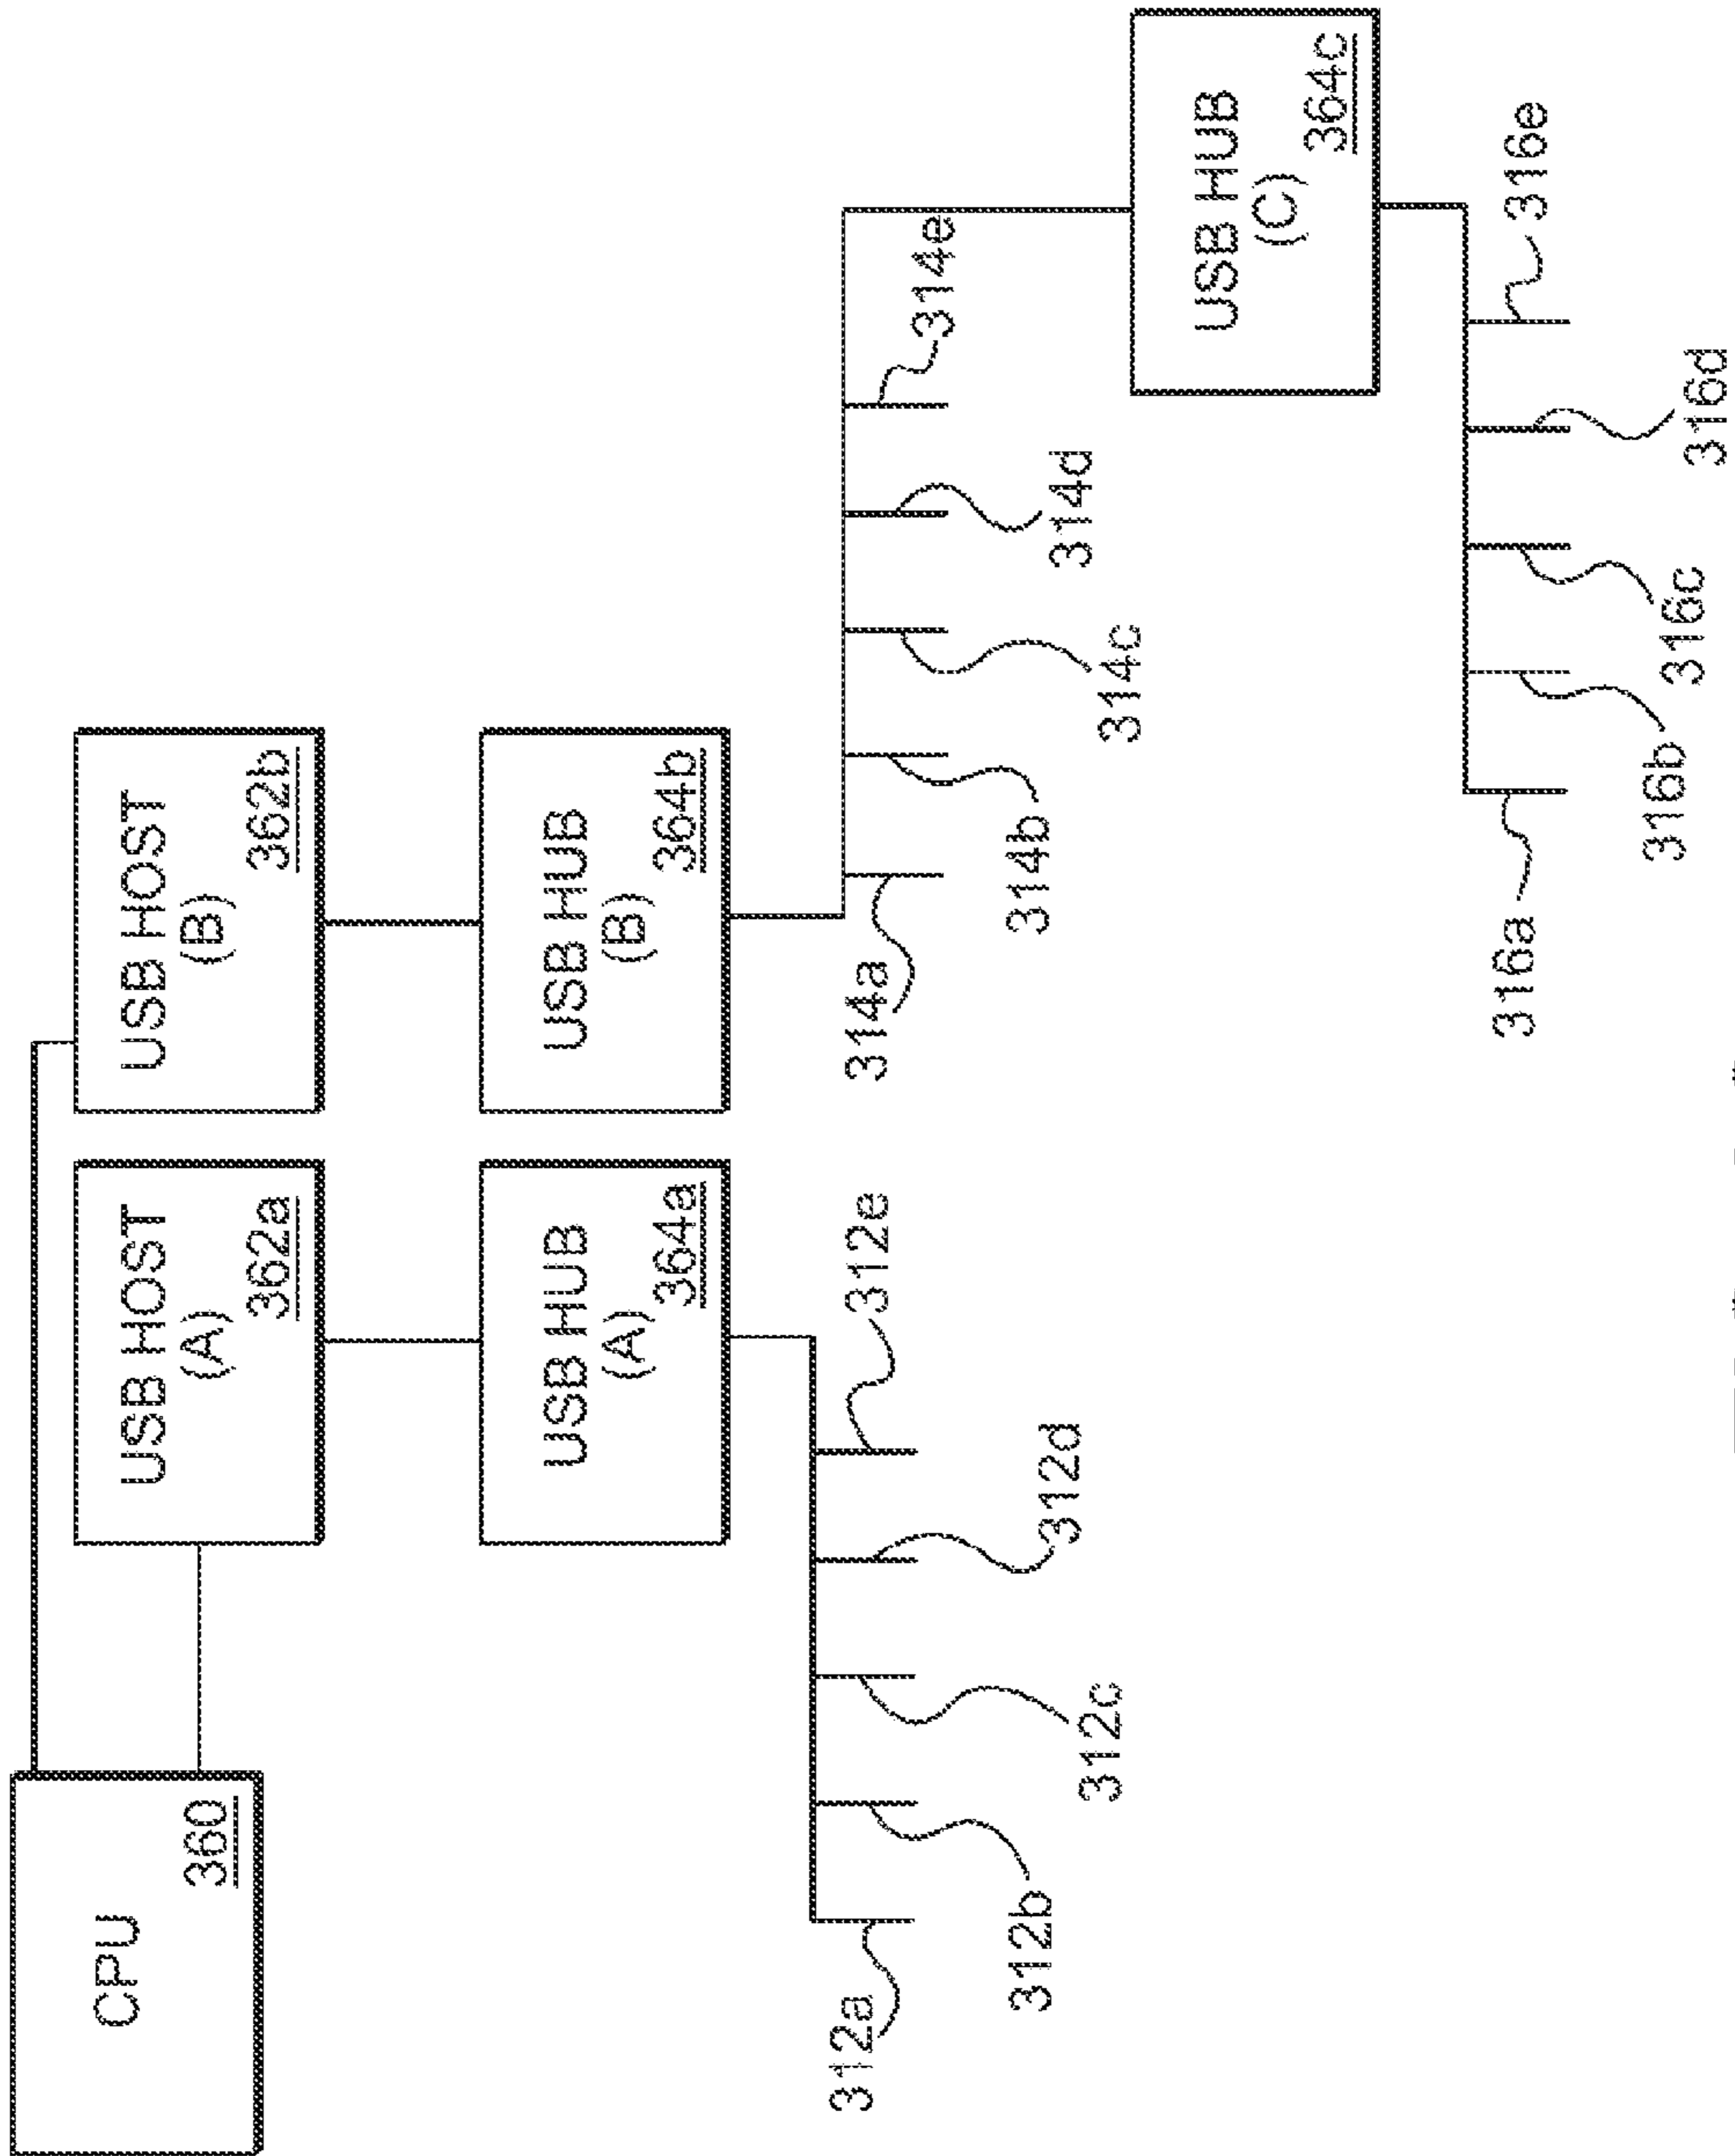 CPU
360
USB HOST
(A)
362a
USB HOST
(B)
362b
USB HUB
(A)
364a
USB HUB
(B)
364b
312a
312b
312c
312d
312e
314a
314b
314c
314d
314e
USB HUB
(C)
364c
316a
316b
316c
316d
316e